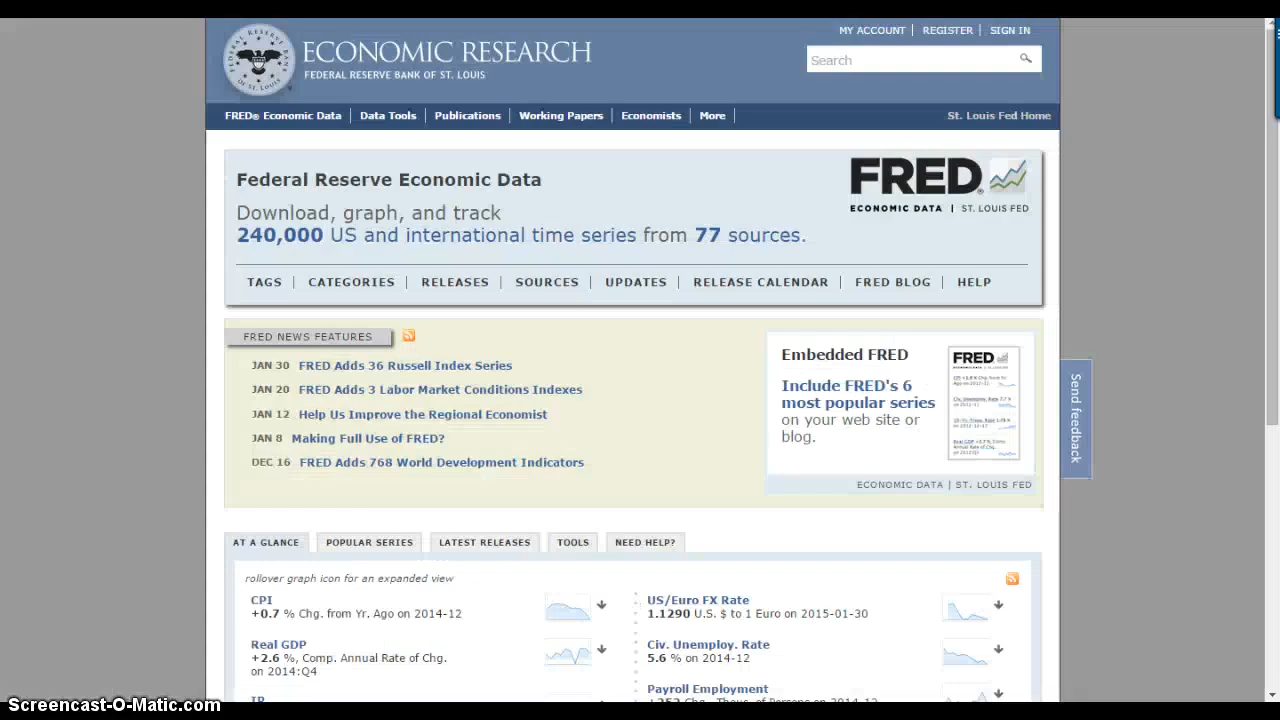 MY ACCOUNT REGISTER SIGN IN
ECONOMIC RESEARCH
FEDERAL RESERVE BANK OF ST. LOUIS
Search
FRED® Economic Data Data Tools Publications Working Papers Economists More St. Louis Fed Home
Federal Reserve Economic Data
Download, graph, and track
240,000 US and international time series from 77 sources.
FRED®
ECONOMIC DATA | ST. LOUIS FED
TAGS CATEGORIES RELEASES SOURCES UPDATES RELEASE CALENDAR FRED BLOG HELP
FRED NEWS FEATURES
JAN 30 FRED Adds 36 Russell Index Series
JAN 20 FRED Adds 3 Labor Market Conditions Indexes
JAN 12 Help Us Improve the Regional Economist
JAN 8 Making Full Use of FRED?
DEC 16 FRED Adds 768 World Development Indicators
Embedded FRED
Include FRED's 6
most popular series
on your web site or
blog.
FRED
ECONOMIC DATA | ST. LOUIS FED
Send feedback
AT A GLANCE POPULAR SERIES LATEST RELEASES TOOLS NEED HELP?
rollover graph icon for an expanded view
CPI
+0.7 % Chg. from Yr. Ago on 2014-12
Real GDP
+2.6 %, Comp. Annual Rate of Chg.
on 2014:Q4
US/Euro FX Rate
1.1290 U.S. $ to 1 Euro on 2015-01-30
Civ. Unemploy. Rate
5.6 % on 2014-12
Payroll Employment
Screencast-O-Matic.com